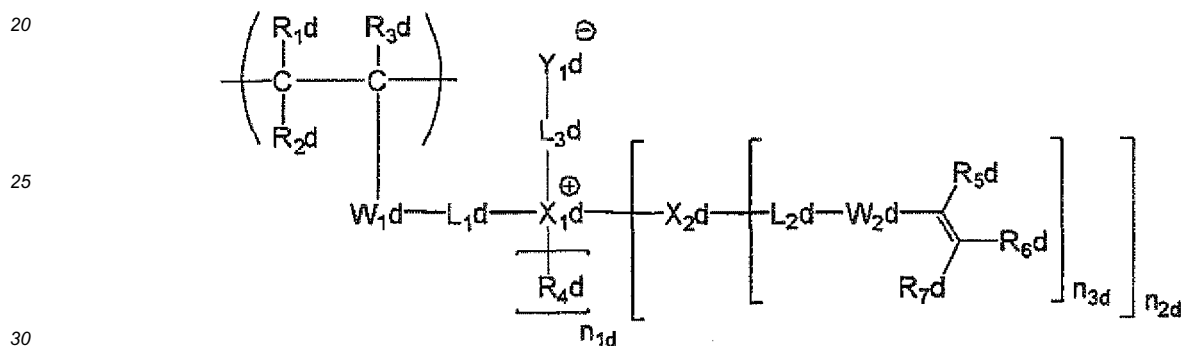 20
R₁d R₃d ⊖
Y₁d
C C
R₂d L₃d
25
R₅d
⊕
W₁d L₁d X₁d X₂d L₂d W₂d
R₆d
R₄d R₇d
n₁d n₃d n₂d
30